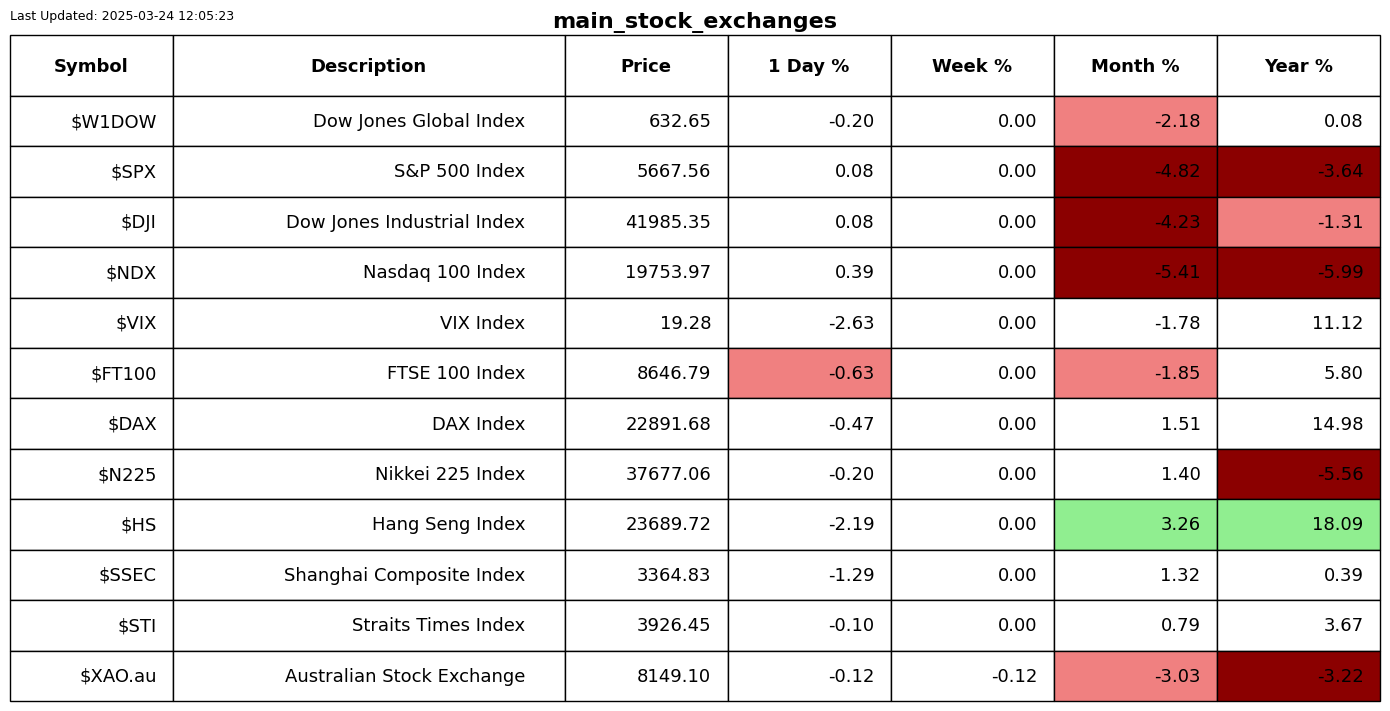 Last Updated: 2025-03-24 12:05:23
main_stock_exchanges
Symbol Description Price 1 Day % Week % Month % Year %
$W1DOW Dow Jones Global Index 632.65 -0.20 0.00 -2.18 0.08
$SPX S&P 500 Index 5667.56 0.08 0.00 -4.82 -3.64
$DJI Dow Jones Industrial Index 41985.35 0.08 0.00 -4.23 -1.31
$NDX Nasdaq 100 Index 19753.97 0.39 0.00 -5.41 -5.99
$VIX VIX Index 19.28 -2.63 0.00 -1.78 11.12
$FT100 FTSE 100 Index 8646.79 -0.63 0.00 -1.85 5.80
$DAX DAX Index 22891.68 -0.47 0.00 1.51 14.98
$N225 Nikkei 225 Index 37677.06 -0.20 0.00 1.40 -5.56
$HS Hang Seng Index 23689.72 -2.19 0.00 3.26 18.09
$SSEC Shanghai Composite Index 3364.83 -1.29 0.00 1.32 0.39
$STI Straits Times Index 3926.45 -0.10 0.00 0.79 3.67
$XAO.au Australian Stock Exchange 8149.10 -0.12 -0.12 -3.03 -3.22